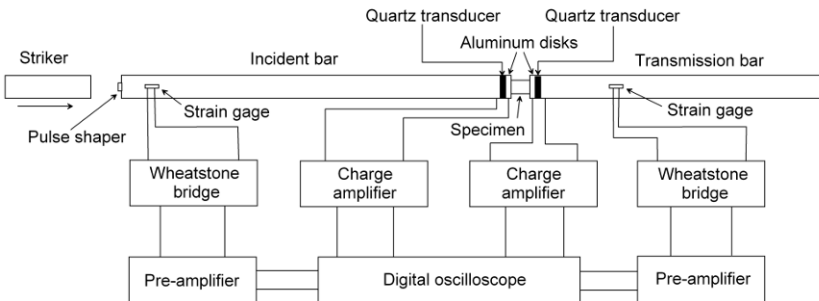 Quartz transducer
Quartz transducer
Aluminum disks
Striker
Incident bar
Transmission bar
Strain gage
Strain gage
Pulse shaper
Specimen
Wheatstone
bridge
Charge
amplifier
Charge
amplifier
Wheatstone
bridge
Pre-amplifier
Digital oscilloscope
Pre-amplifier